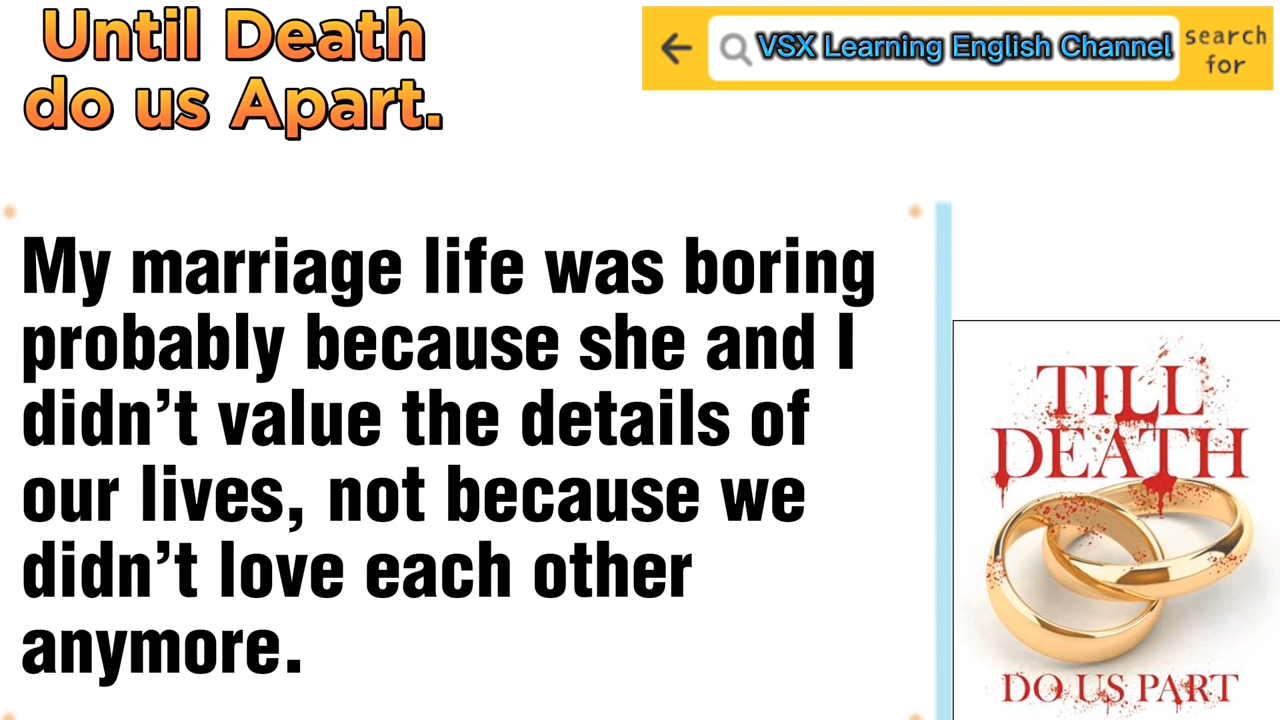 Until Death
do us Apart.
VSX Learning English Channel
search
for
My marriage life was boring
probably because she and I
didn’t value the details of
our lives, not because we
didn’t love each other
anymore.
TILL
DEATH
DO US PART